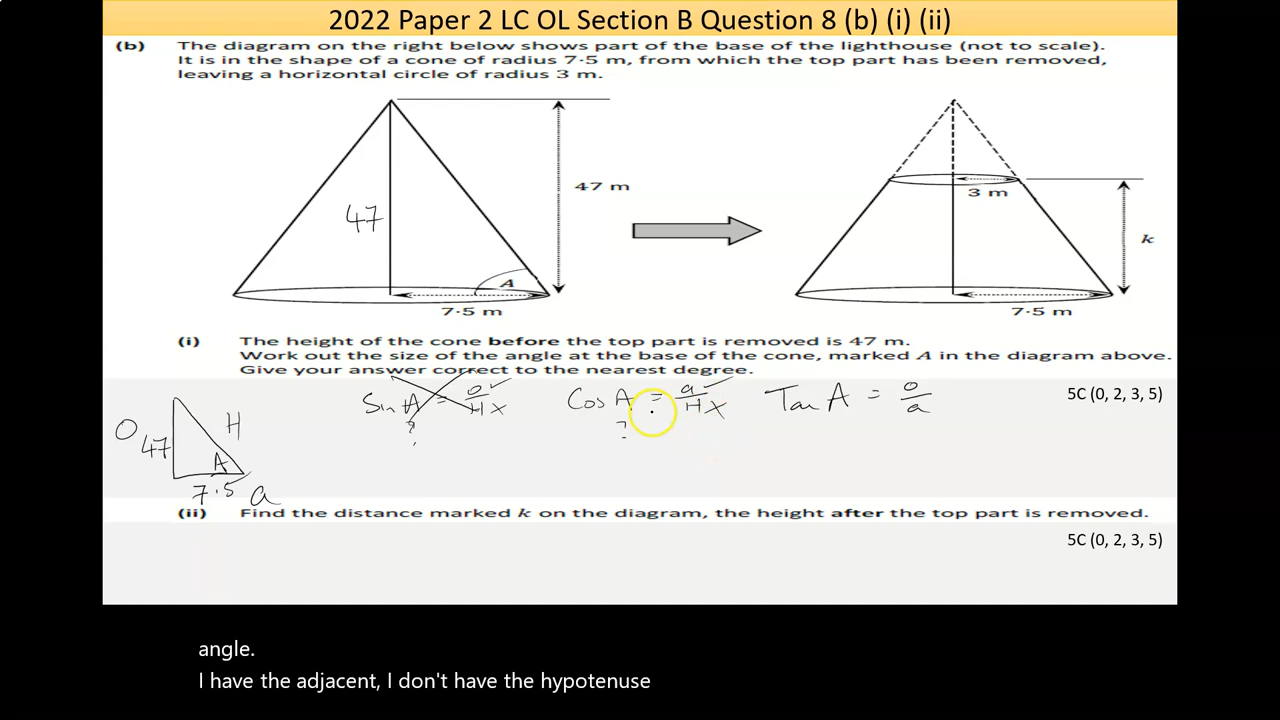 2022 Paper 2 LC OL Section B Question 8 (b) (i) (ii)
(b) The diagram on the right below shows part of the base of the lighthouse (not to scale).
It is in the shape of a cone of radius 7·5 m, from which the top part has been removed,
leaving a horizontal circle of radius 3 m.
47 m
47
A
7·5 m
3 m
k
7·5 m
(i) The height of the cone before the top part is removed is 47 m.
Work out the size of the angle at the base of the cone, marked A in the diagram above.
Give your answer correct to the nearest degree.
5C (0, 2, 3, 5)
Sin A = o/H ✓ x
?
Cos A = a/H ✓ x
?
Tan A = o/a
O
47
H
A
7.5
a
(ii) Find the distance marked k on the diagram, the height after the top part is removed.
5C (0, 2, 3, 5)
angle.
I have the adjacent, I don't have the hypotenuse